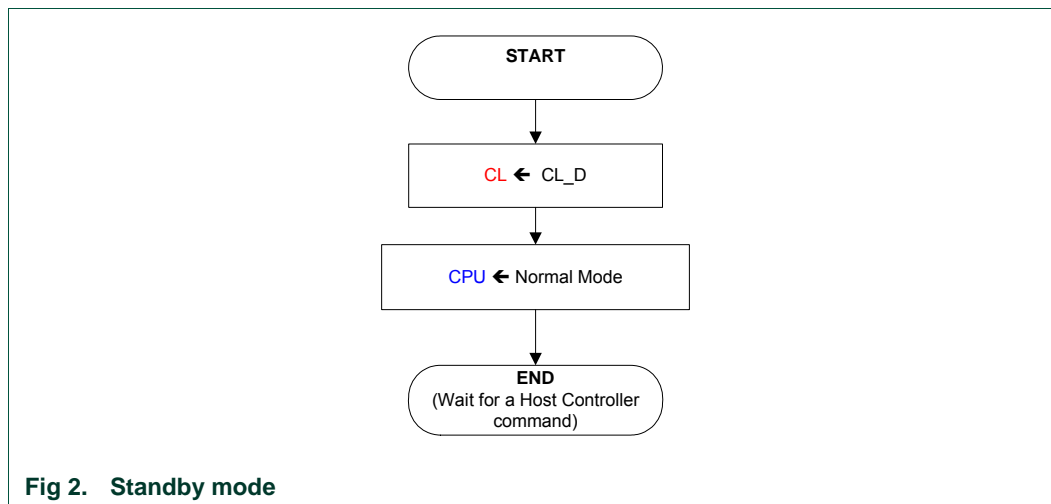 START
CL 🡸 CL_D
CPU 🡸 Normal Mode
END
(Wait for a Host Controller
command)
Fig 2. Standby mode